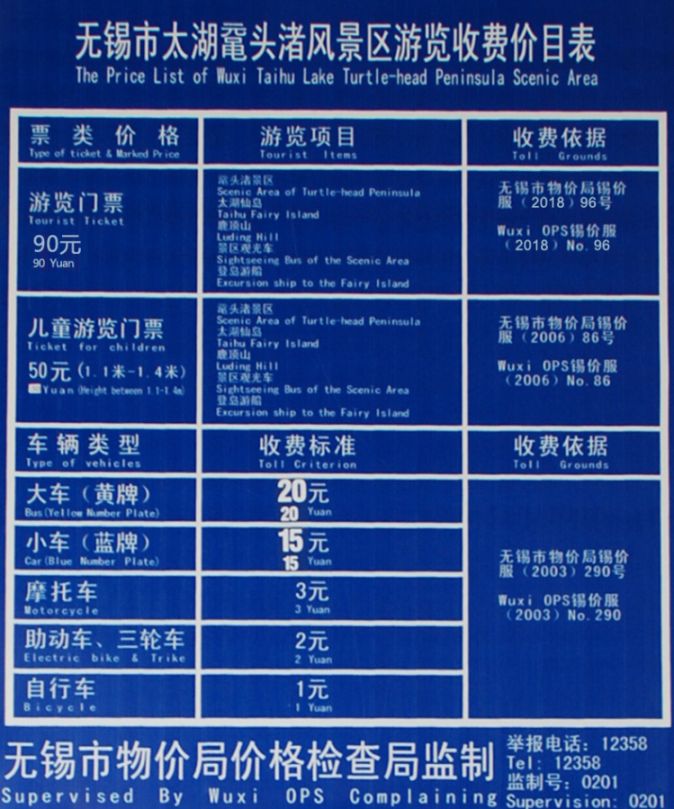 无锡市太湖鼋头渚风景区游览收费价目表
The Price List of Wuxi Taihu Lake Turtle-head Peninsula Scenic Area
票类价格
Type of ticket & Marked Price
游览项目
Tourist Items
收费依据
Toll Grounds
游览门票
Tourist Ticket
90元
90 Yuan
鼋头渚景区
Scenic Area of Turtle-head Peninsula
太湖仙岛
Taihu Fairy Island
鹿顶山
Luding Hill
景区观光车
Sightseeing Bus of the Scenic Area
登岛游船
Excursion ship to the Fairy Island
无锡市物价局锡价
服（2018）96号
Wuxi OPS锡价服
（2018）No.96
儿童游览门票
Ticket for children
50元(1.1米-1.4米)
Yuan (Height between 1.1-1.4m)
鼋头渚景区
Scenic Area of Turtle-head Peninsula
太湖仙岛
Taihu Fairy Island
鹿顶山
Luding Hill
景区观光车
Sightseeing Bus of the Scenic Area
登岛游船
Excursion ship to the Fairy Island
无锡市物价局锡价
服（2006）86号
Wuxi OPS锡价服
（2006）No.86
车辆类型
Type of vehicles
收费标准
Toll Criterion
收费依据
Toll Grounds
大车（黄牌）
Bus(Yellow Number Plate)
20元
20 Yuan
小车（蓝牌）
Car(Blue Number Plate)
15元
15 Yuan
摩托车
Motorcycle
3元
3 Yuan
助动车、三轮车
Electric bike & Trike
2元
2 Yuan
自行车
Bicycle
1元
1 Yuan
无锡市物价局锡价
服（2003）290号
Wuxi OPS锡价服
（2003）No.290
无锡市物价局价格检查局监制
Supervised By Wuxi OPS Complaining
举报电话：12358
Tel: 12358
监制号：0201
Supervision: 0201